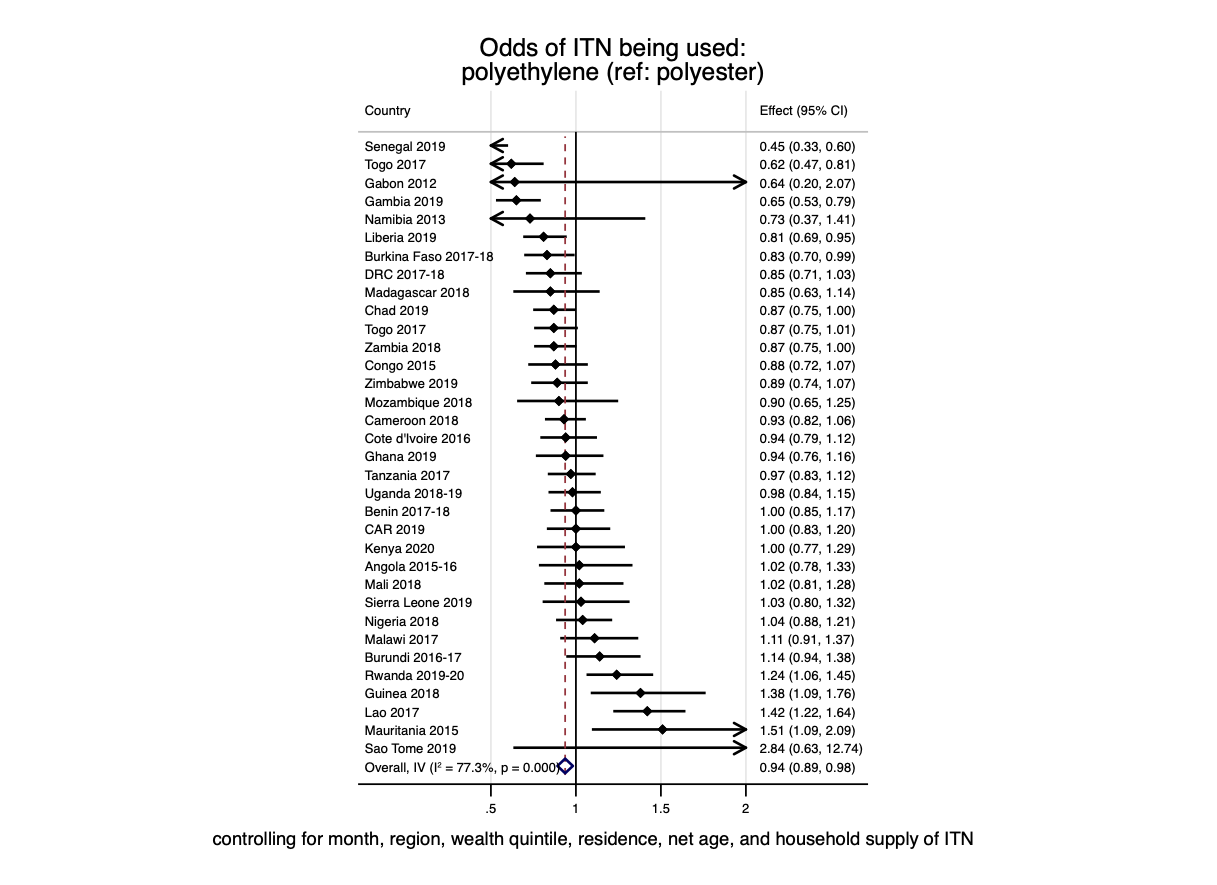 Odds of ITN being used:
polyethylene (ref: polyester)
Country Effect (95% CI)
Senegal 2019 0.45 (0.33, 0.60)
Togo 2017 0.62 (0.47, 0.81)
Gabon 2012 0.64 (0.20, 2.07)
Gambia 2019 0.65 (0.53, 0.79)
Namibia 2013 0.73 (0.37, 1.41)
Liberia 2019 0.81 (0.69, 0.95)
Burkina Faso 2017-18 0.83 (0.70, 0.99)
DRC 2017-18 0.85 (0.71, 1.03)
Madagascar 2018 0.85 (0.63, 1.14)
Chad 2019 0.87 (0.75, 1.00)
Togo 2017 0.87 (0.75, 1.01)
Zambia 2018 0.87 (0.75, 1.00)
Congo 2015 0.88 (0.72, 1.07)
Zimbabwe 2019 0.89 (0.74, 1.07)
Mozambique 2018 0.90 (0.65, 1.25)
Cameroon 2018 0.93 (0.82, 1.06)
Cote d'Ivoire 2016 0.94 (0.79, 1.12)
Ghana 2019 0.94 (0.76, 1.16)
Tanzania 2017 0.97 (0.83, 1.12)
Uganda 2018-19 0.98 (0.84, 1.15)
Benin 2017-18 1.00 (0.85, 1.17)
CAR 2019 1.00 (0.83, 1.20)
Kenya 2020 1.00 (0.77, 1.29)
Angola 2015-16 1.02 (0.78, 1.33)
Mali 2018 1.02 (0.81, 1.28)
Sierra Leone 2019 1.03 (0.80, 1.32)
Nigeria 2018 1.04 (0.88, 1.21)
Malawi 2017 1.11 (0.91, 1.37)
Burundi 2016-17 1.14 (0.94, 1.38)
Rwanda 2019-20 1.24 (1.06, 1.45)
Guinea 2018 1.38 (1.09, 1.76)
Lao 2017 1.42 (1.22, 1.64)
Mauritania 2015 1.51 (1.09, 2.09)
Sao Tome 2019 2.84 (0.63, 12.74)
Overall, IV (I² = 77.3%, p = 0.000) 0.94 (0.89, 0.98)
.5 1 1.5 2
controlling for month, region, wealth quintile, residence, net age, and household supply of ITN